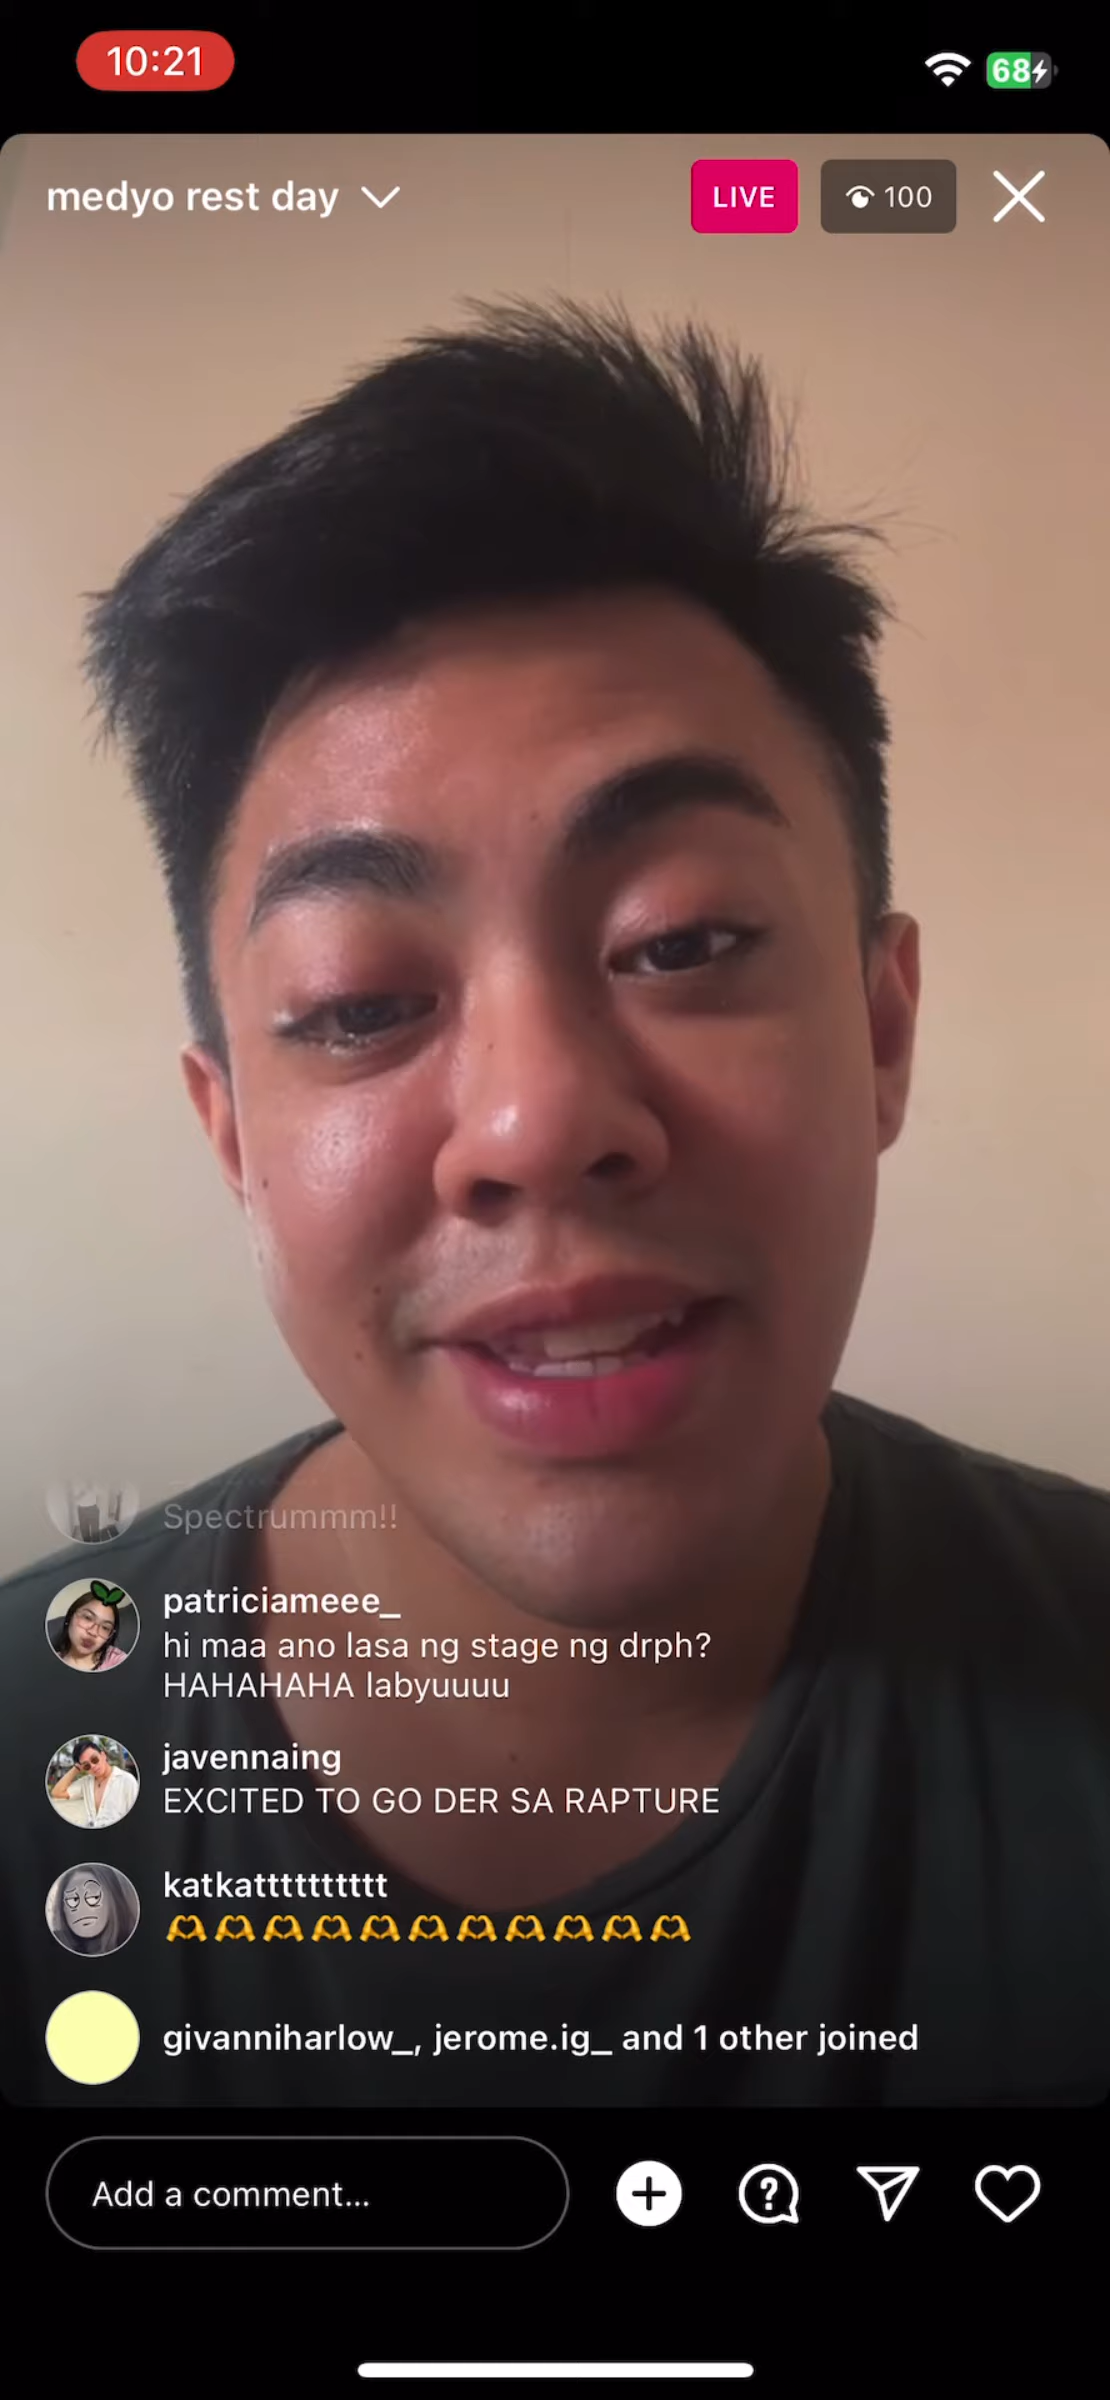 10:21
68
medyo rest day
LIVE
100
Spectrummm!!
patriciameee_
hi maa ano lasa ng stage ng drph?
HAHAHAHA labyuuuu
javennaing
EXCITED TO GO DER SA RAPTURE
katkattttttttttt
🫶🫶🫶🫶🫶🫶🫶🫶🫶🫶🫶
givanniharlow_, jerome.ig_ and 1 other joined
Add a comment...